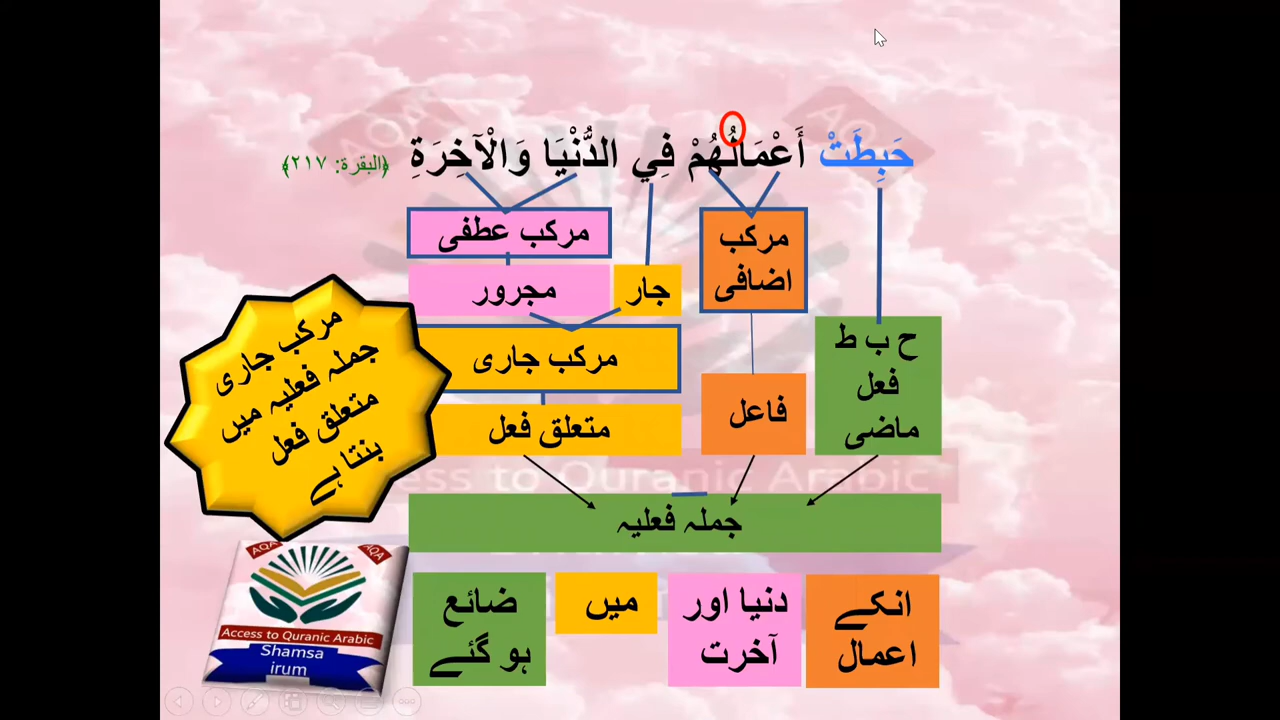 حَبِطَتْ أَعْمَالُهُمْ فِي الدُّنْيَا وَالْآخِرَةِ ﴿البقرة: ٢١٧﴾
مرکب عطفی
مرکب
اضافی
مجرور
جار
ح ب ط
فعل
ماضی
مرکب جاری
فاعل
متعلق فعل
مرکب جاری
جملہ فعلیہ میں
متعلق فعل
بنتا ہے
جملہ فعلیہ
انکے
اعمال
دنیا اور
آخرت
میں
ضائع
ہو گئے
AQA
AQA
Access to Quranic Arabic
Shamsa
irum